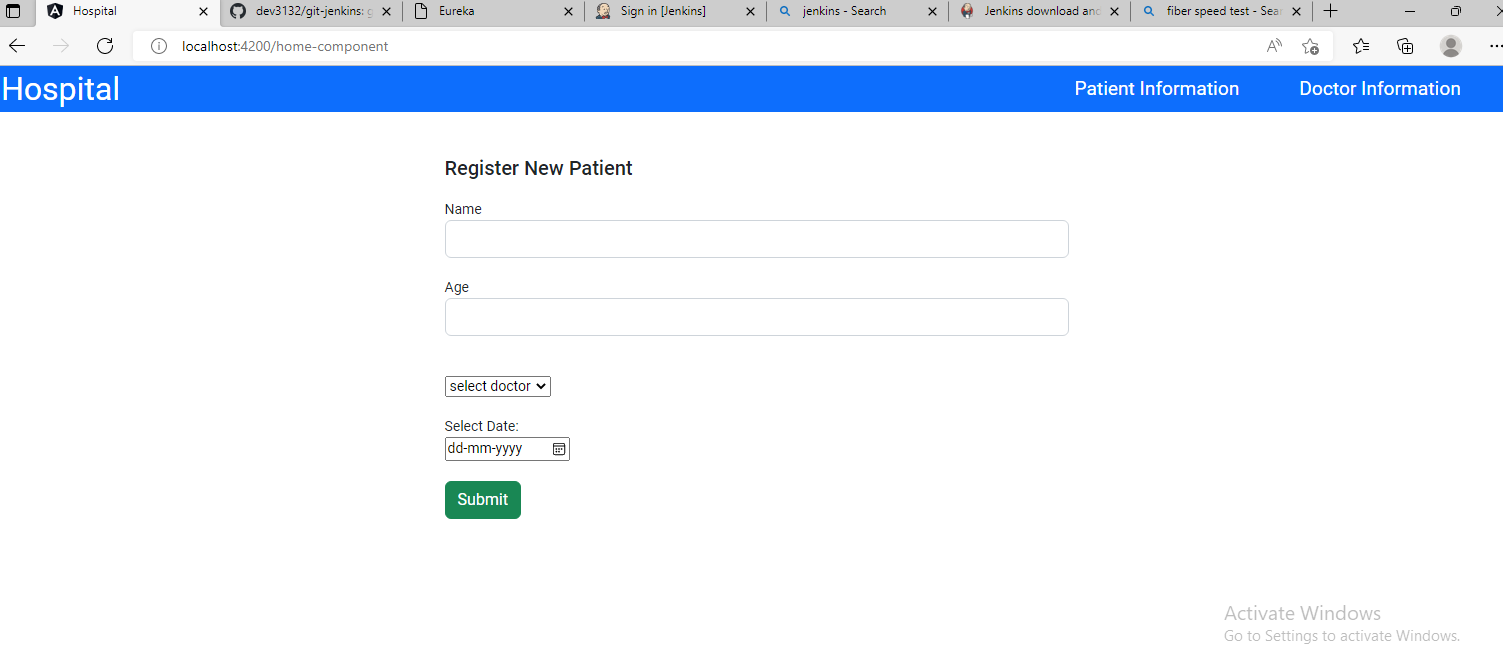 Hospital
dev3132/git-jenkins: g
Eureka
Sign in [Jenkins]
jenkins - Search
Jenkins download and
fiber speed test - Sear
localhost:4200/home-component
Hospital
Patient Information
Doctor Information
Register New Patient
Name
Age
select doctor
Select Date:
dd-mm-yyyy
Submit
Activate Windows
Go to Settings to activate Windows.